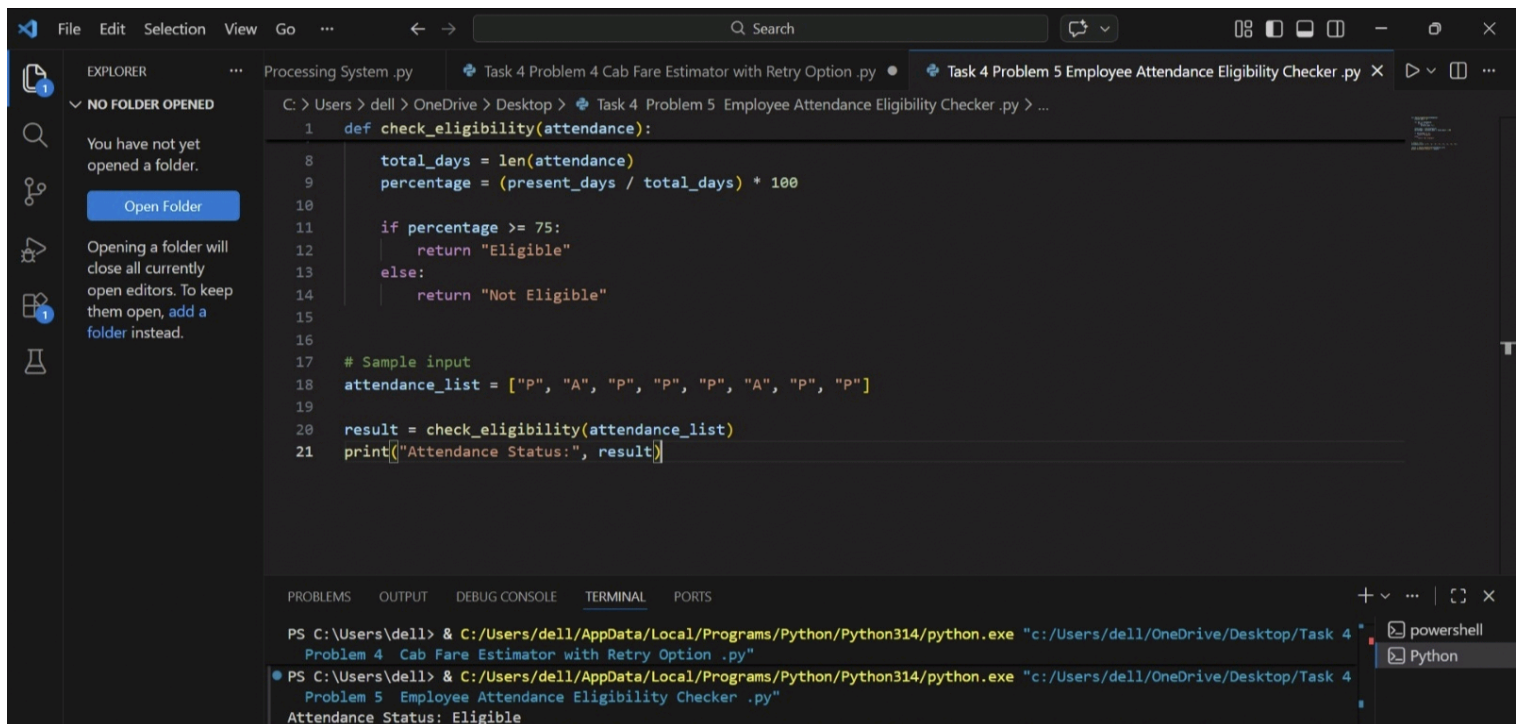 File Edit Selection View Go ··· Search
EXPLORER ···
NO FOLDER OPENED
You have not yet
opened a folder.
Open Folder
Opening a folder will
close all currently
open editors. To keep
them open, add a
folder instead.
1
1
Processing System .py Task 4 Problem 4 Cab Fare Estimator with Retry Option .py Task 4 Problem 5 Employee Attendance Eligibility Checker .py
C: > Users > dell > OneDrive > Desktop > Task 4 Problem 5 Employee Attendance Eligibility Checker .py > ...
1 def check_eligibility(attendance):
8 total_days = len(attendance)
9 percentage = (present_days / total_days) * 100
10
11 if percentage >= 75:
12 return "Eligible"
13 else:
14 return "Not Eligible"
15
16
17 # Sample input
18 attendance_list = ["P", "A", "P", "P", "P", "A", "P", "P"]
19
20 result = check_eligibility(attendance_list)
21 print("Attendance Status:", result)
PROBLEMS OUTPUT DEBUG CONSOLE TERMINAL PORTS
PS C:\Users\dell> & C:/Users/dell/AppData/Local/Programs/Python/Python314/python.exe "c:/Users/dell/OneDrive/Desktop/Task 4
Problem 4 Cab Fare Estimator with Retry Option .py"
PS C:\Users\dell> & C:/Users/dell/AppData/Local/Programs/Python/Python314/python.exe "c:/Users/dell/OneDrive/Desktop/Task 4
Problem 5 Employee Attendance Eligibility Checker .py"
Attendance Status: Eligible
powershell
Python